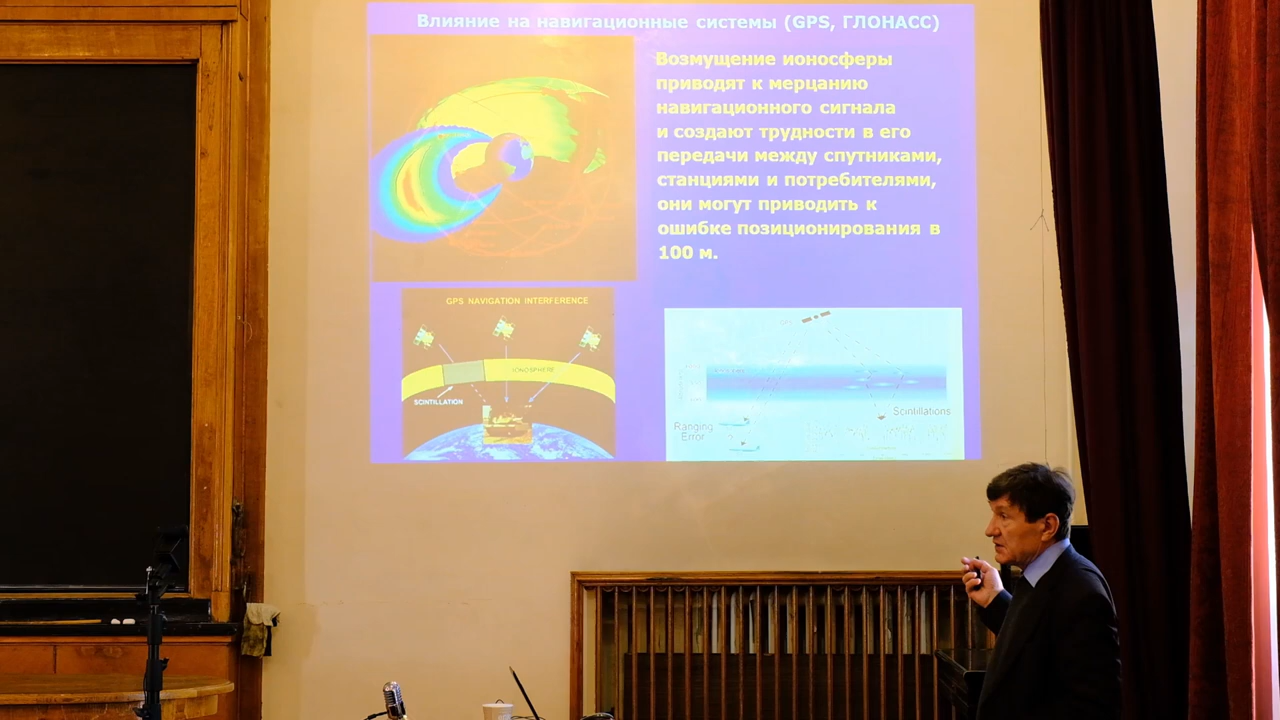 Влияние на навигационные системы (GPS, ГЛОНАСС)
Возмущение ионосферы
приводят к мерцанию
навигационного сигнала
и создают трудности в его
передачи между спутниками,
станциями и потребителями,
они могут приводить к
ошибке позиционирования в
100 м.
GPS NAVIGATION INTERFERENCE
IONOSPHERE
SCINTILLATION
Scintillations
Ranging
Error